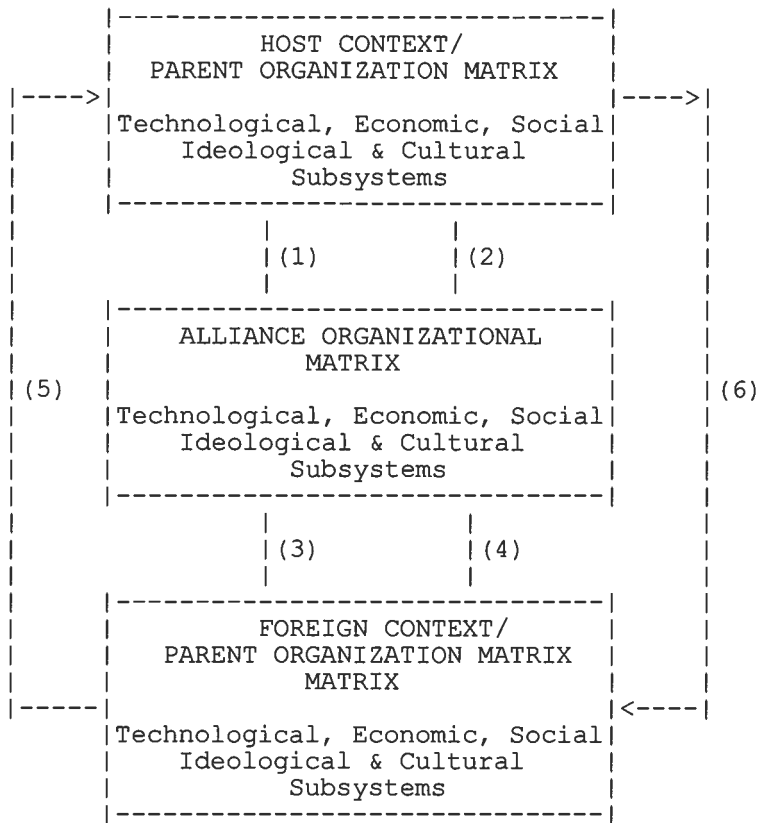 HOST CONTEXT/
PARENT ORGANIZATION MATRIX
Technological, Economic, Social
Ideological & Cultural
Subsystems
(1) (2)
ALLIANCE ORGANIZATIONAL
MATRIX
(5) (6)
Technological, Economic, Social
Ideological & Cultural
Subsystems
(3) (4)
FOREIGN CONTEXT/
PARENT ORGANIZATION MATRIX
MATRIX
Technological, Economic, Social
Ideological & Cultural
Subsystems